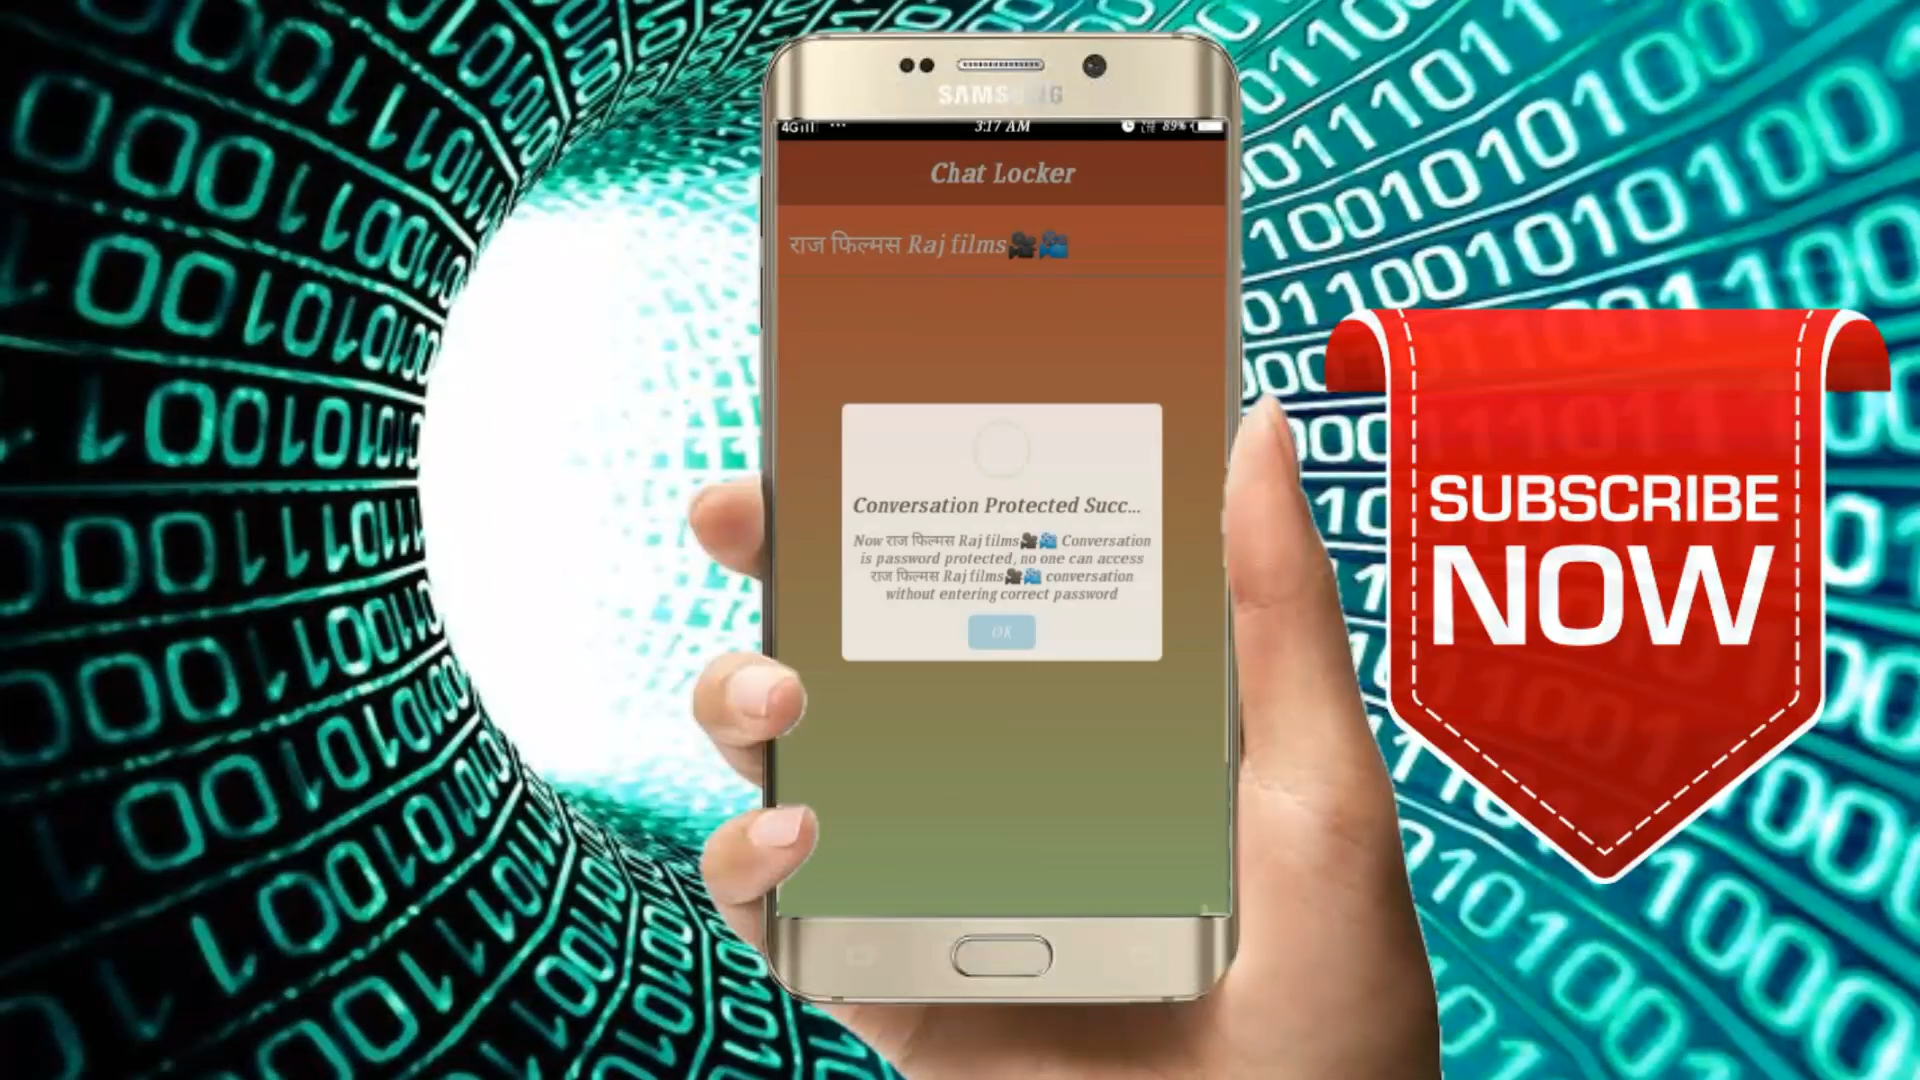 SAMSUNG
4G 3:17 AM 89%
Chat Locker
राज फिल्मस Raj films🎥🎦
Conversation Protected Succ...
Now राज फिल्मस Raj films🎥🎦 Conversation
is password protected, no one can access
राज फिल्मस Raj films🎥🎦 conversation
without entering correct password
OK
SUBSCRIBE
NOW